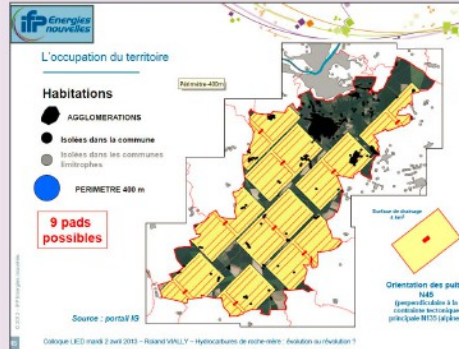 ifp Energies
nouvelles
L'occupation du territoire
Périmètre 400m
Habitations
AGGLOMERATIONS
Isolées dans la commune
Isolées dans les communes
limitrophes
PERIMETRE 400 m
9 pads
possibles
Surface de drainage
Orientation des puits
N45
(perpendiculaire à la
contrainte tectonique
principale N135 (alpine)
Source : portail IG
Colloque LIED mardi 2 avril 2013 – Roland VIALLY – Hydrocarbures de roche-mère : évolution ou révolution ?